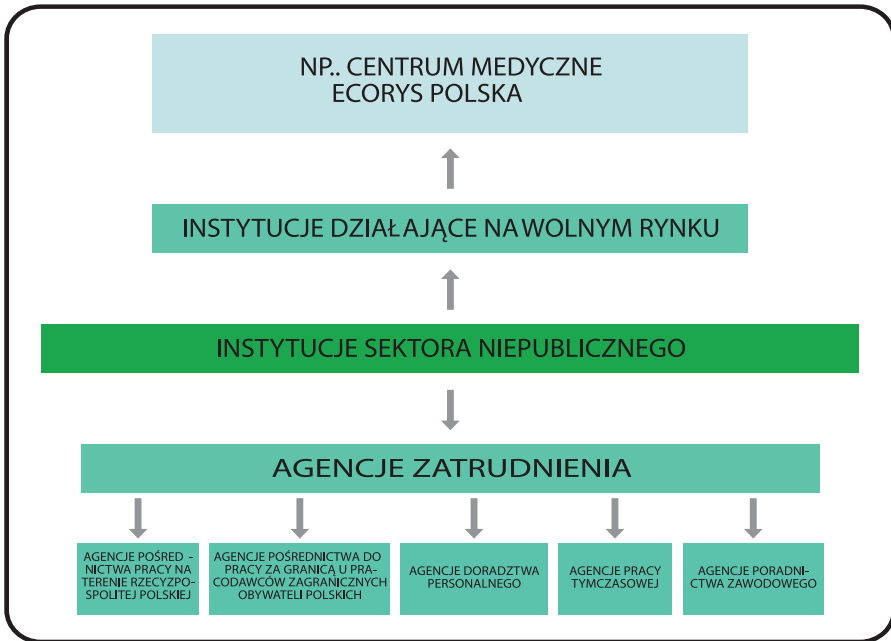 NP.. CENTRUM MEDYCZNE
ECORYS POLSKA
INSTYTUCJE DZIAŁAJĄCE NA WOLNYM RYNKU
INSTYTUCJE SEKTORA NIEPUBLICZNEGO
AGENCJE ZATRUDNIENIA
AGENCJE POŚRED -
NICTWA PRACY NA
TERENIE RZECYZPO-
SPOLITEJ POLSKIEJ
AGENCJE POŚREDNICTWA DO
PRACY ZA GRANICĄ U PRA-
CODAWCÓW ZAGRANICZNYCH
OBYWATELI POLSKICH
AGENCJE DORADZTWA
PERSONALNEGO
AGENCJE PRACY
TYMCZASOWEJ
AGENCJE PORADNI-
CTWA ZAWODOWEGO